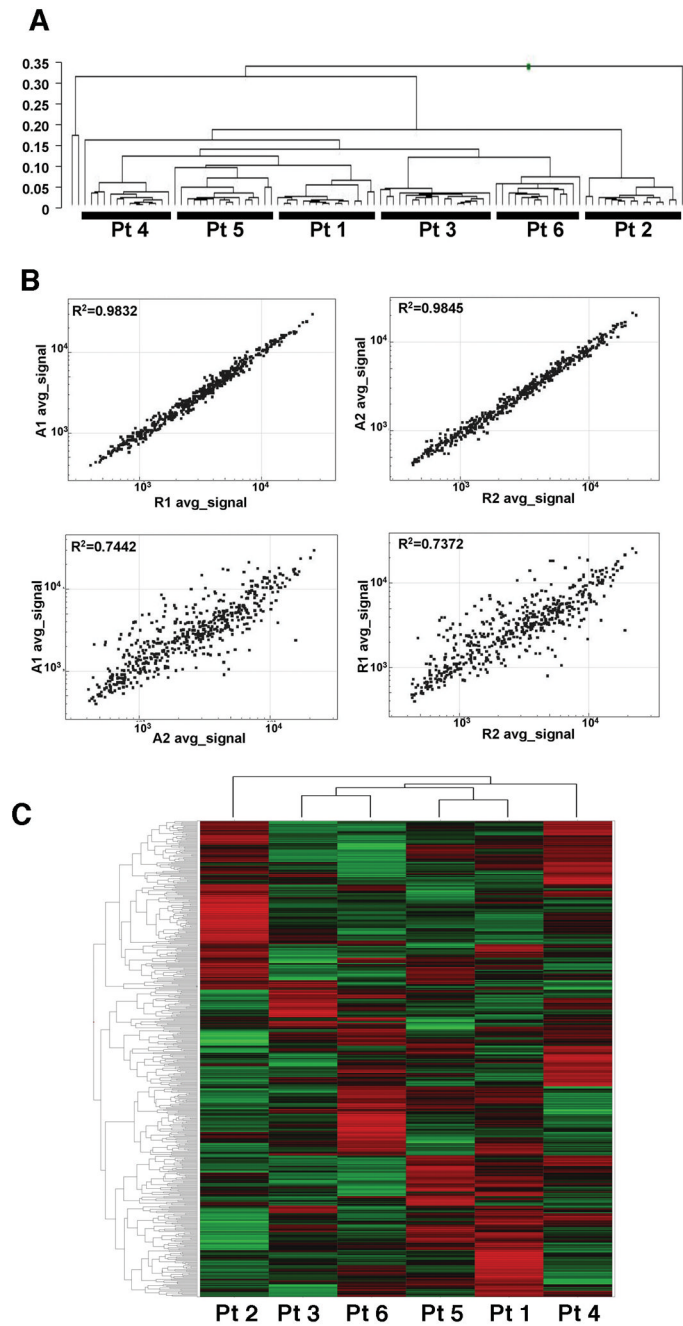 A
0.35
0.30
0.25
0.20
0.15
0.10
0.05
0
Pt 4 Pt 5 Pt 1 Pt 3 Pt 6 Pt 2
B
R²=0.9832
A1 avg_signal
10⁴
10³
10³ 10⁴
R1 avg_signal
R²=0.9845
A2 avg_signal
10⁴
10³
10³ 10⁴
R2 avg_signal
R²=0.7442
A1 avg_signal
10⁴
10³
10³ 10⁴
A2 avg_signal
R²=0.7372
R1 avg_signal
10⁴
10³
10³ 10⁴
R2 avg_signal
C
Pt 2 Pt 3 Pt 6 Pt 5 Pt 1 Pt 4